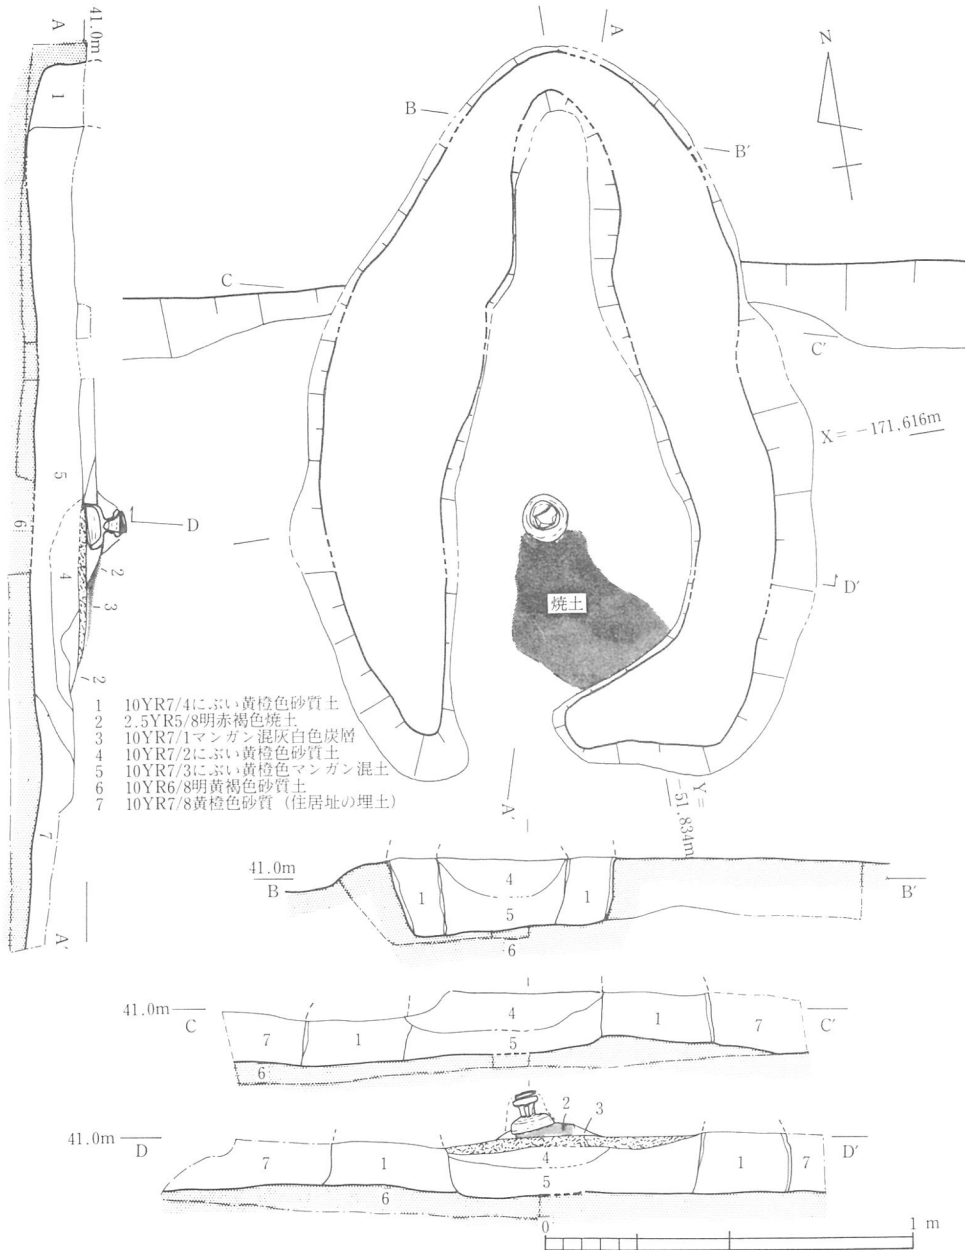 A
41.0m
A
N
B
B′
1
C
C′
X = −171,616m
5
D
6
4
2
3
D′
焼土
2
1 10YR7/4にぶい黄橙色砂質土
2 2.5YR5/8明赤褐色焼土
3 10YR7/1マンガン混灰白色炭層
4 10YR7/2にぶい黄橙色砂質土
5 10YR7/3にぶい黄橙色マンガン混土
6 10YR6/8明黄褐色砂質土
7 10YR7/8黄橙色砂質（住居址の埋土）
7
A′
A′
Y = −51,834m
41.0m
B
B′
1
4
1
5
6
41.0m
C
C′
7
1
4
5
1
7
6
2
3
41.0m
D
D′
7
1
4
5
1
7
6
0
1 m